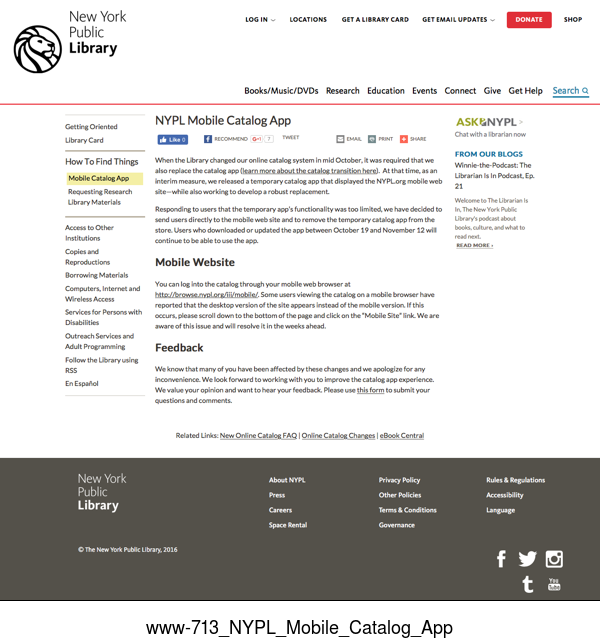 New York
Public
Library
LOG IN
LOCATIONS
GET A LIBRARY CARD
GET EMAIL UPDATES
DONATE
SHOP
Books/Music/DVDs Research Education Events Connect Give Get Help Search
Getting Oriented
Library Card
How To Find Things
Mobile Catalog App
Requesting Research
Library Materials
Access to Other
Institutions
Copies and
Reproductions
Borrowing Materials
Computers, Internet and
Wireless Access
Services for Persons with
Disabilities
Outreach Services and
Adult Programming
Follow the Library using
RSS
En Español
NYPL Mobile Catalog App
Like 0
RECOMMEND
G+1 7
TWEET
EMAIL
PRINT
SHARE
When the Library changed our online catalog system in mid October, it was required that we
also replace the catalog app (learn more about the catalog transition here). At that time, as an
interim measure, we released a temporary catalog app that displayed the NYPL.org mobile web
site—while also working to develop a robust replacement.
Responding to users that the temporary app's functionality was too limited, we have decided to
send users directly to the mobile web site and to remove the temporary catalog app from the
store. Users who downloaded or updated the app between October 19 and November 12 will
continue to be able to use the app.
Mobile Website
You can log into the catalog through your mobile web browser at
http://browse.nypl.org/iii/mobile/. Some users viewing the catalog on a mobile browser have
reported that the desktop version of the site appears instead of the mobile version. If this
occurs, please scroll down to the bottom of the page and click on the "Mobile Site" link. We are
aware of this issue and will resolve it in the weeks ahead.
Feedback
We know that many of you have been affected by these changes and we apologize for any
inconvenience. We look forward to working with you to improve the catalog app experience.
We value your opinion and want to hear your feedback. Please use this form to submit your
questions and comments.
ASK NYPL >
Chat with a librarian now
FROM OUR BLOGS
Winnie-the-Podcast: The
Librarian Is In Podcast, Ep.
21
Welcome to The Librarian Is
In, The New York Public
Library's podcast about
books, culture, and what to
read next.
READ MORE ›
Related Links: New Online Catalog FAQ | Online Catalog Changes | eBook Central
New York
Public
Library
About NYPL
Press
Careers
Space Rental
Privacy Policy
Other Policies
Terms & Conditions
Governance
Rules & Regulations
Accessibility
Language
© The New York Public Library, 2016
f
t
You
Tube
www-713_NYPL_Mobile_Catalog_App